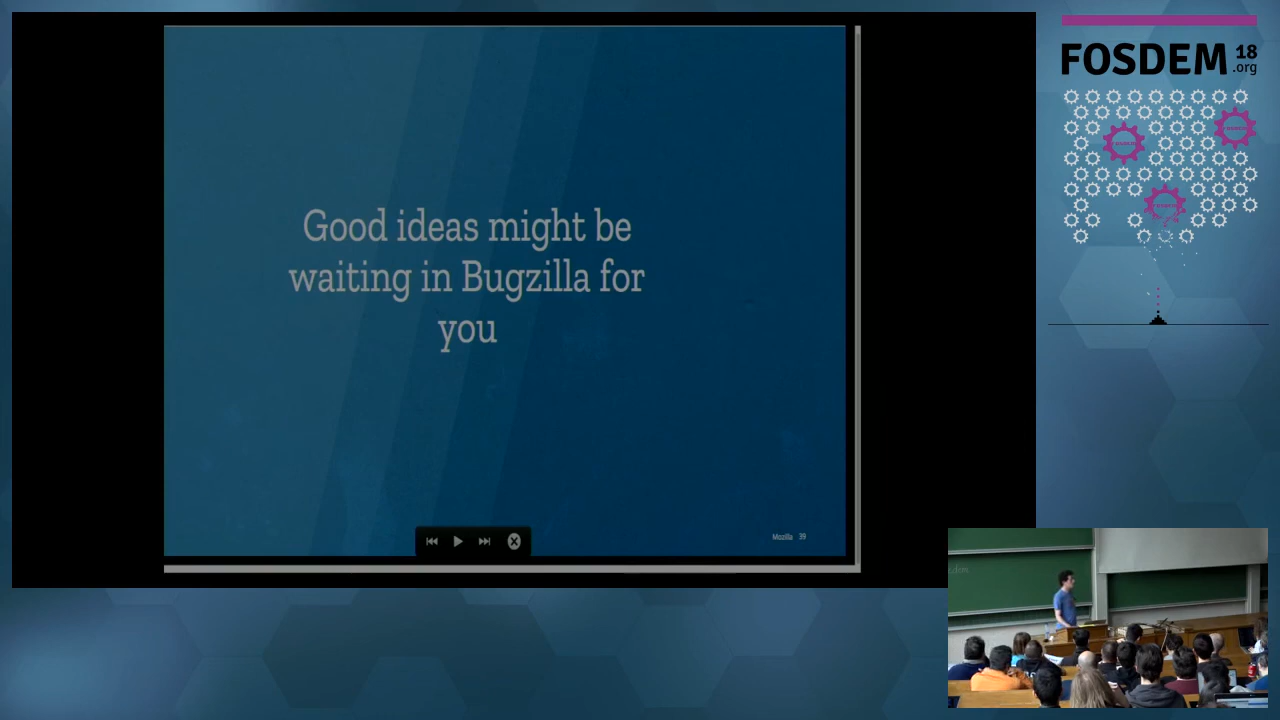 FOSDEM 18
.org
Good ideas might be
waiting in Bugzilla for
you
Mozilla 39